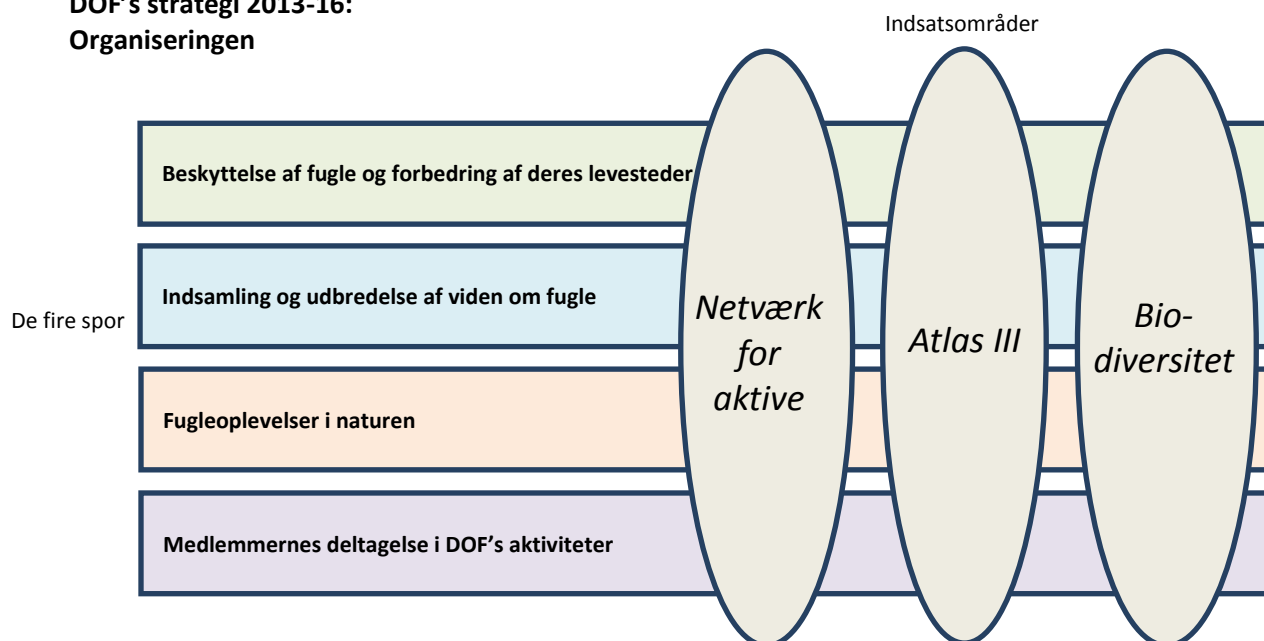 DOF's strategi 2013-16:
Organiseringen
Indsatsområder
Beskyttelse af fugle og forbedring af deres levesteder
Indsamling og udbredelse af viden om fugle
De fire spor
Fugleoplevelser i naturen
Medlemmernes deltagelse i DOF's aktiviteter
Netværk
for
aktive
Atlas III
Bio-
diversitet